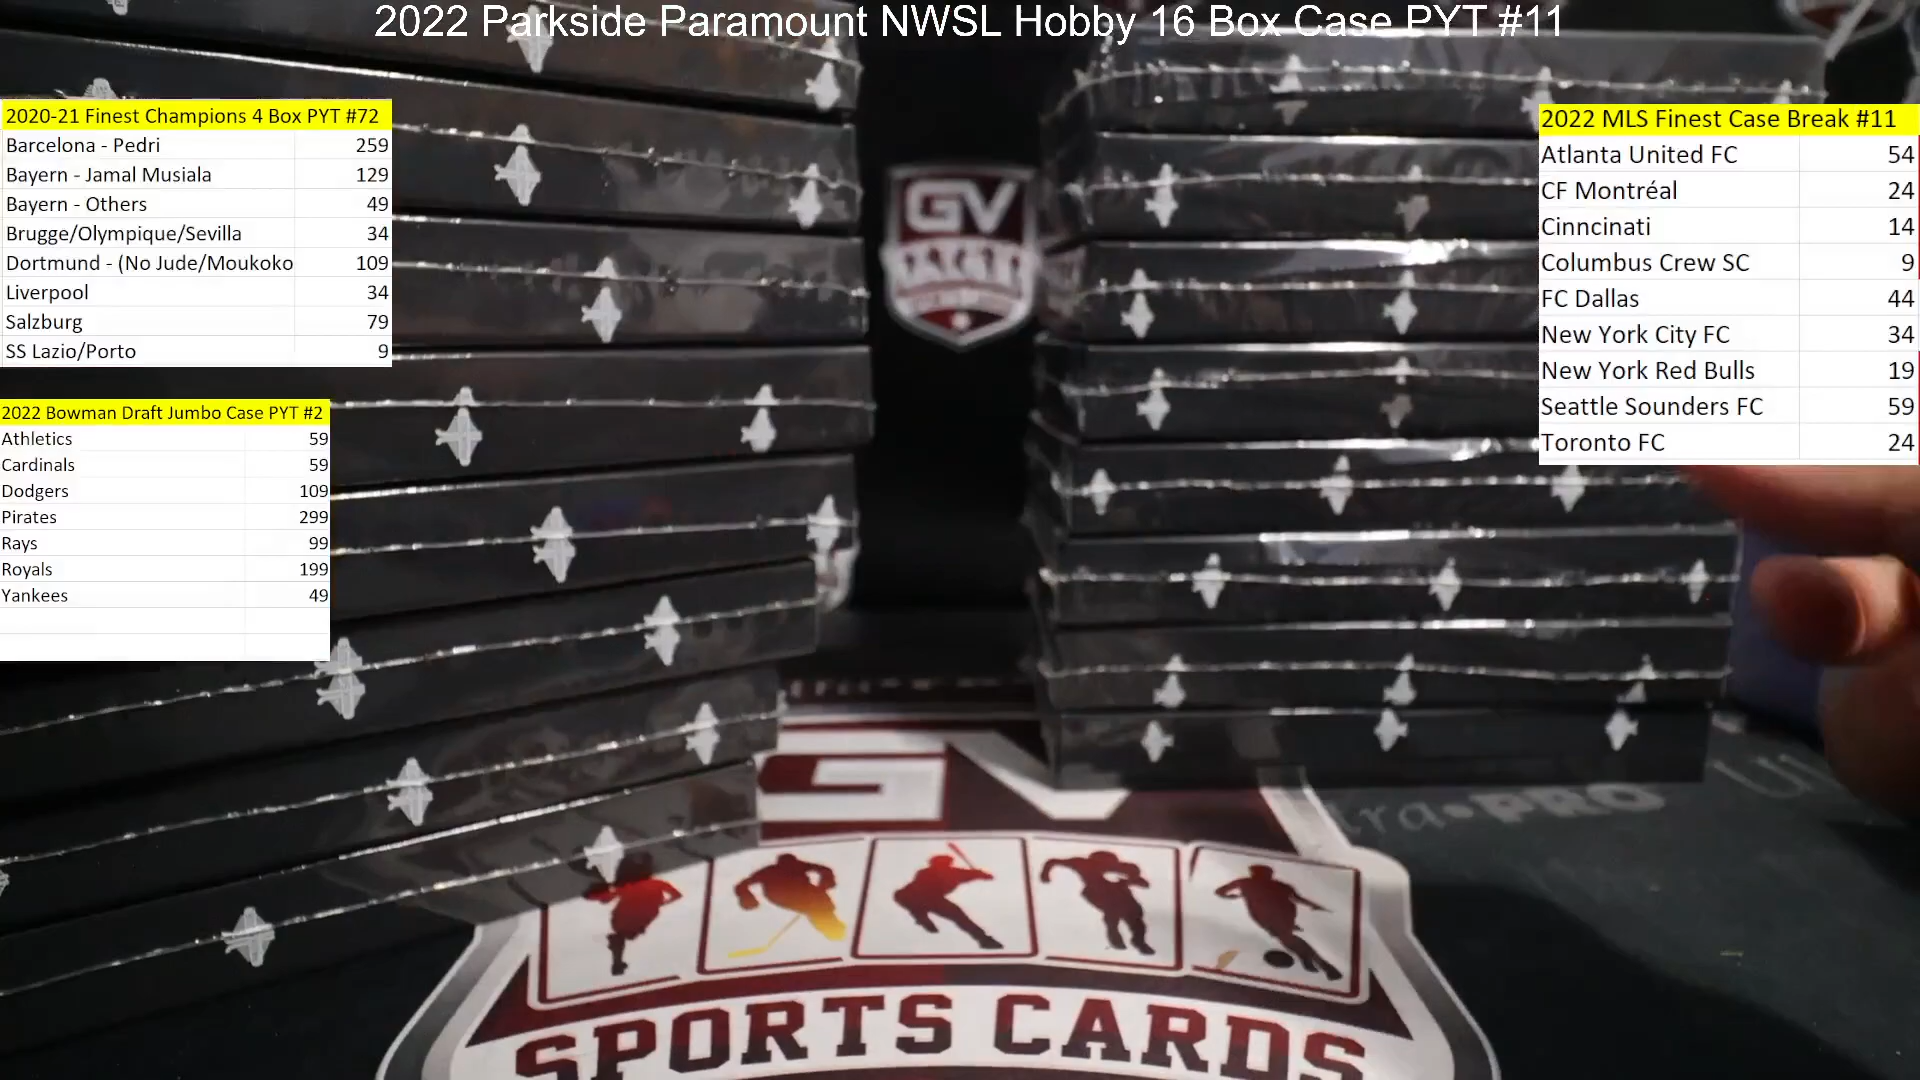 2022 Parkside Paramount NWSL Hobby 16 Box Case PYT #11
2020-21 Finest Champions 4 Box PYT #72
Barcelona - Pedri 259
Bayern - Jamal Musiala 129
Bayern - Others 49
Brugge/Olympique/Sevilla 34
Dortmund - (No Jude/Moukoko 109
Liverpool 34
Salzburg 79
SS Lazio/Porto 9
2022 Bowman Draft Jumbo Case PYT #2
Athletics 59
Cardinals 59
Dodgers 109
Pirates 299
Rays 99
Royals 199
Yankees 49
2022 MLS Finest Case Break #11
Atlanta United FC 54
CF Montréal 24
Cinncinati 14
Columbus Crew SC 9
FC Dallas 44
New York City FC 34
New York Red Bulls 19
Seattle Sounders FC 59
Toronto FC 24
GV
GV
SPORTS CARDS